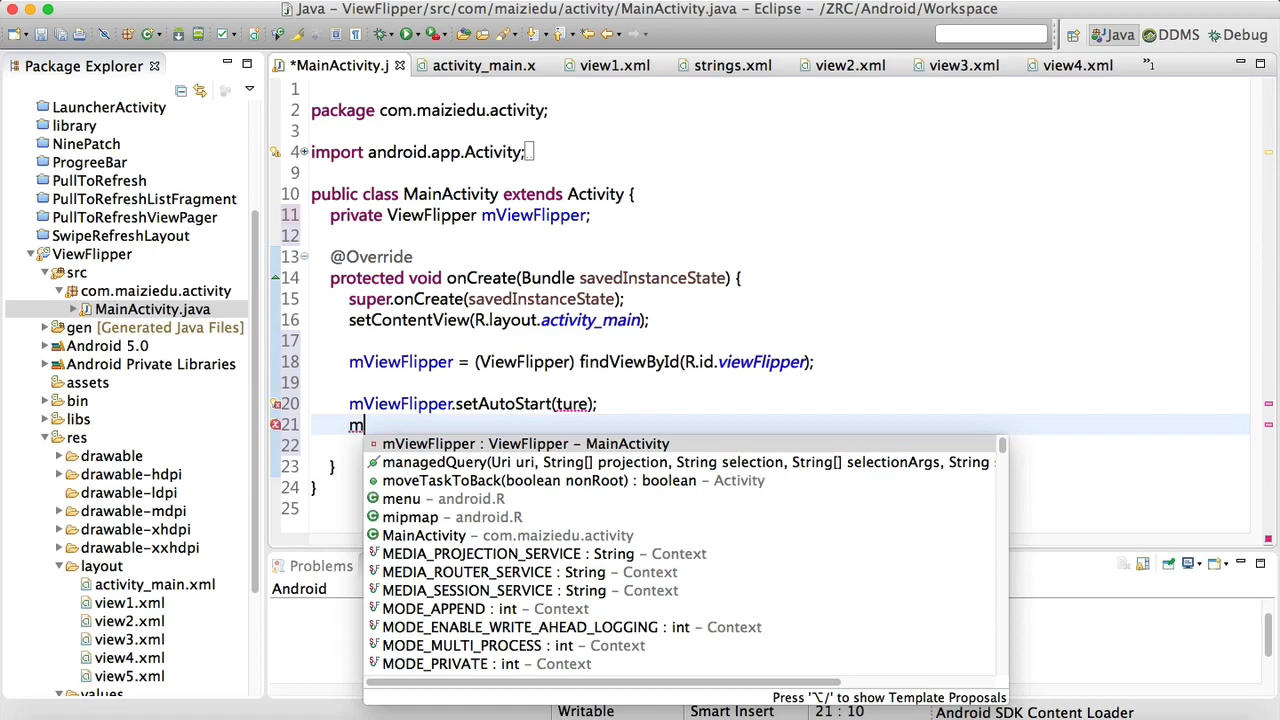 Java – ViewFlipper/src/com/maiziedu/activity/MainActivity.java – Eclipse – /ZRC/Android/Workspace
Java DDMS Debug
Package Explorer
LauncherActivity
library
NinePatch
ProgreeBar
PullToRefresh
PullToRefreshListFragment
PullToRefreshViewPager
SwipeRefreshLayout
ViewFlipper
src
com.maiziedu.activity
MainActivity.java
gen [Generated Java Files]
Android 5.0
Android Private Libraries
assets
bin
libs
res
drawable
drawable-hdpi
drawable-ldpi
drawable-mdpi
drawable-xhdpi
drawable-xxhdpi
layout
activity_main.xml
view1.xml
view2.xml
view3.xml
view4.xml
view5.xml
values
*MainActivity.j activity_main.x view1.xml strings.xml view2.xml view3.xml view4.xml »1
1
2 package com.maiziedu.activity;
3
4 import android.app.Activity;
9
10 public class MainActivity extends Activity {
11 private ViewFlipper mViewFlipper;
12
13 @Override
14 protected void onCreate(Bundle savedInstanceState) {
15 super.onCreate(savedInstanceState);
16 setContentView(R.layout.activity_main);
17
18 mViewFlipper = (ViewFlipper) findViewById(R.id.viewFlipper);
19
20 mViewFlipper.setAutoStart(ture);
21 m
22
23 }
24 }
25
mViewFlipper : ViewFlipper – MainActivity
managedQuery(Uri uri, String[] projection, String selection, String[] selectionArgs, String s
moveTaskToBack(boolean nonRoot) : boolean – Activity
menu – android.R
mipmap – android.R
MainActivity – com.maiziedu.activity
MEDIA_PROJECTION_SERVICE : String – Context
MEDIA_ROUTER_SERVICE : String – Context
MEDIA_SESSION_SERVICE : String – Context
MODE_APPEND : int – Context
MODE_ENABLE_WRITE_AHEAD_LOGGING : int – Context
MODE_MULTI_PROCESS : int – Context
MODE_PRIVATE : int – Context
Press '⌥/' to show Template Proposals
Problems
Android
Writable Smart Insert 21 : 10 Android SDK Content Loader